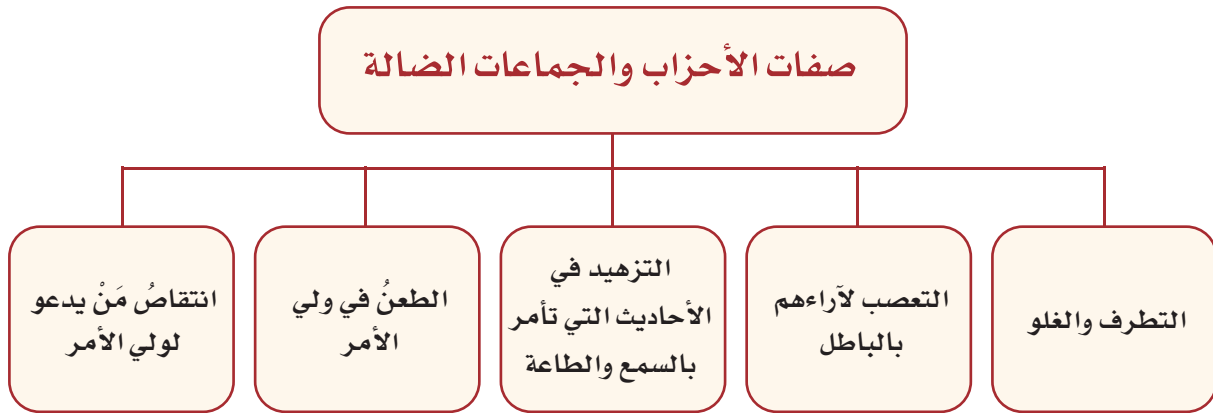 صفات الأحزاب والجماعات الضالة
التطرف والغلو
التعصب لآراءهم
بالباطل
التزهيد في
الأحاديث التي تأمر
بالسمع والطاعة
الطعنُ في ولي
الأمر
انتقاصُ مَنْ يدعو
لولي الأمر